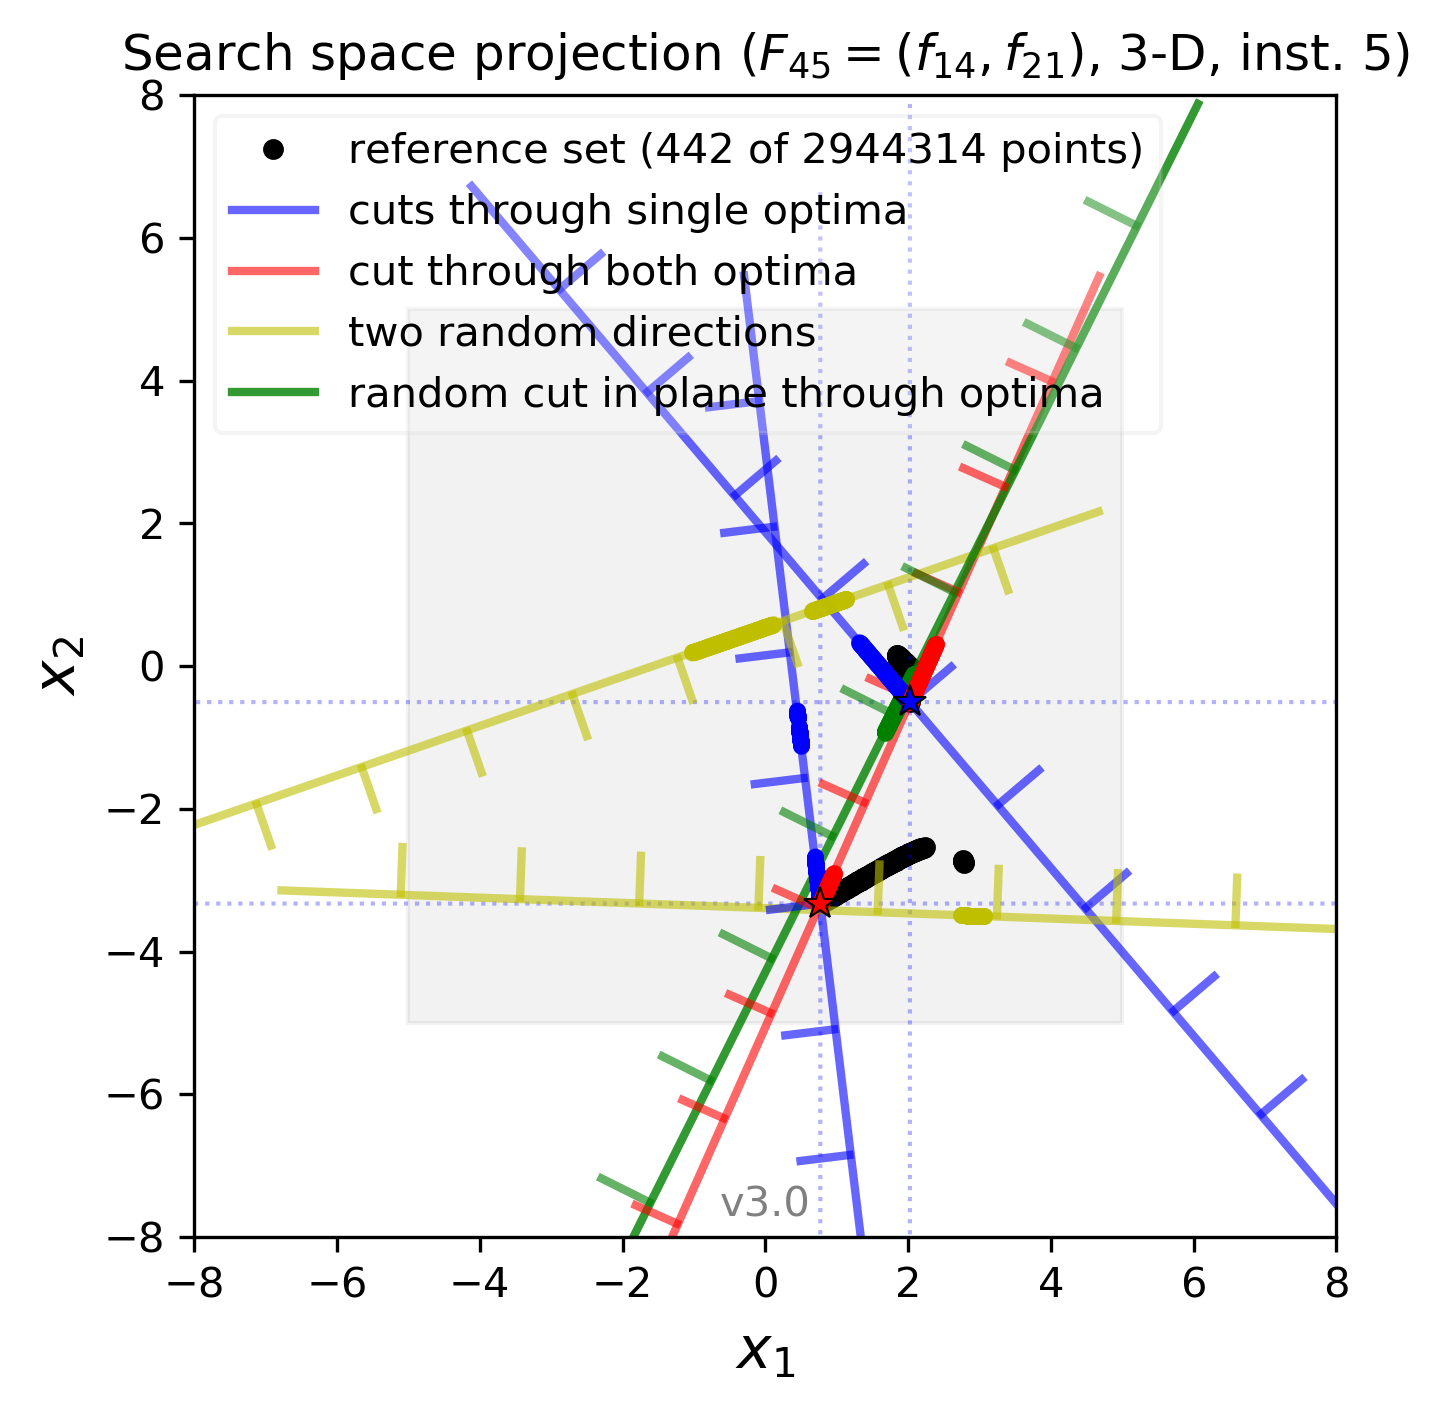 Search space projection (F45 = (f14, f21), 3-D, inst. 5)
reference set (442 of 2944314 points)
cuts through single optima
cut through both optima
two random directions
random cut in plane through optima
8
6
4
2
0
−2
−4
−6
−8
x2
v3.0
−8 −6 −4 −2 0 2 4 6 8
x1